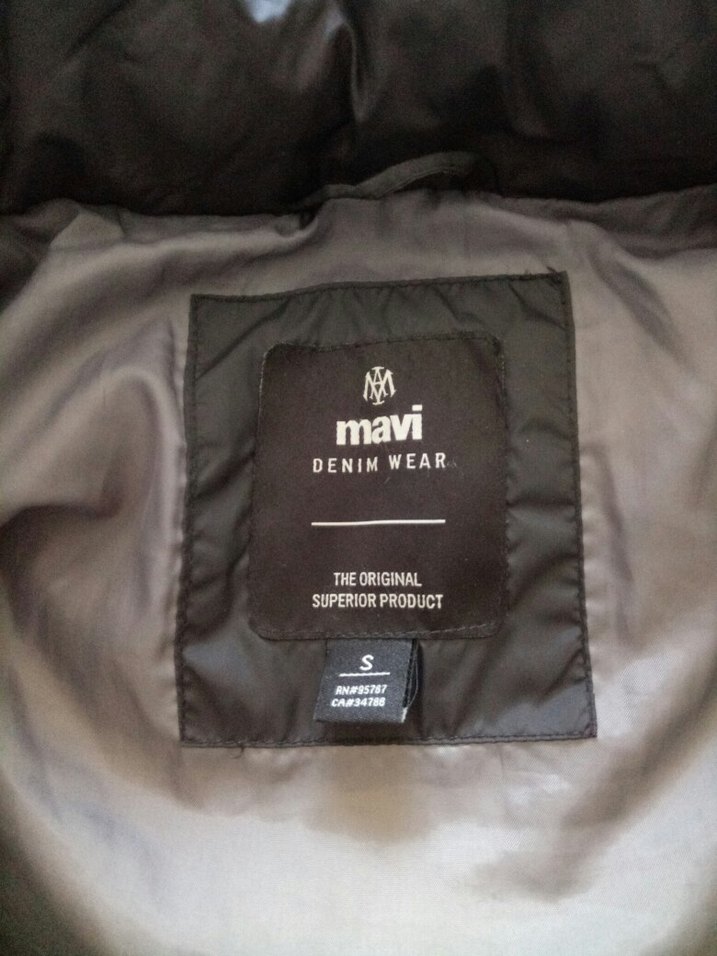 mavi
DENIM WEAR
THE ORIGINAL
SUPERIOR PRODUCT
S
RN#95787
CA#34788